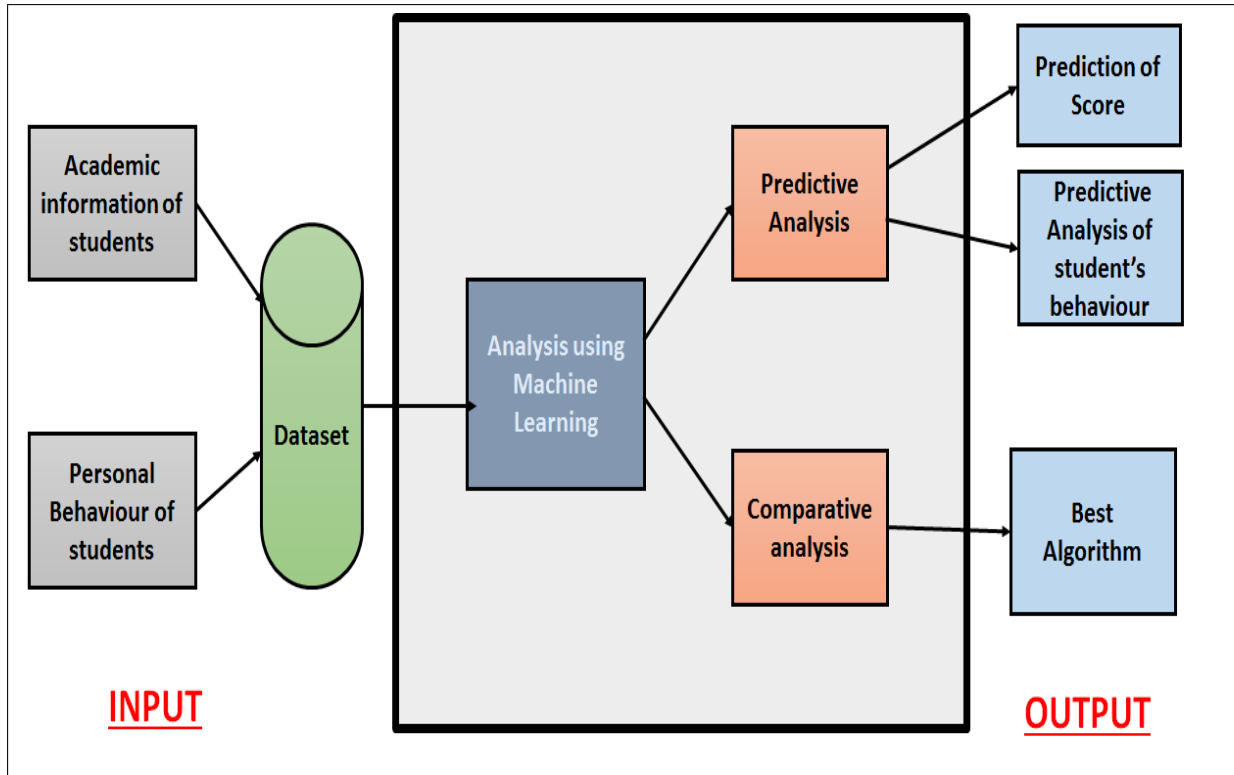 Academic
information of
students
Personal
Behaviour of
students
INPUT
Dataset
Analysis using
Machine
Learning
Predictive
Analysis
Comparative
analysis
Prediction of
Score
Predictive
Analysis of
student's
behaviour
Best
Algorithm
OUTPUT